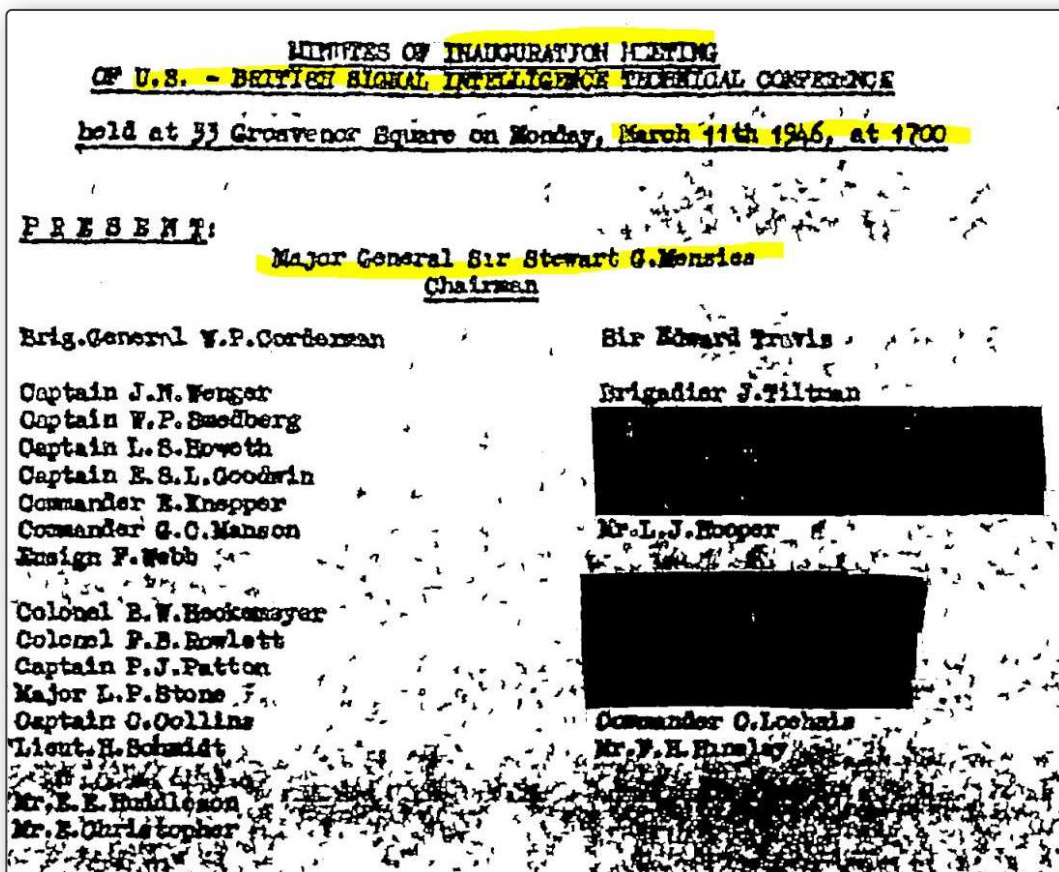 MINUTES OF INAUGURATION MEETING
OF U.S. - BRITISH SIGNAL INTELLIGENCE TECHNICAL CONFERENCE
held at 33 Grosvenor Square on Monday, March 11th 1946, at 1700
PRESENT:
Major General Sir Stewart G.Menzies
Chairman
Brig.General W.P.Corderman
Captain J.N.Wenger
Captain W.P.Smedberg
Captain L.S.Howeth
Captain E.S.L.Goodwin
Commander E.Knepper
Commander G.C.Manson
Ensign F.Webb
Colonel B.W.Hockemayer
Colonel F.B.Rowlett
Captain P.J.Patton
Major L.P.Stone
Captain C.Collins
Lieut.H.Schmidt
Mr.E.E.Huddleson
Mr.E.Christopher
Sir Edward Travis
Brigadier J.Tiltman
Mr.L.J.Hooper
Commander C.Loehnis
Mr.F.H.Hinsley